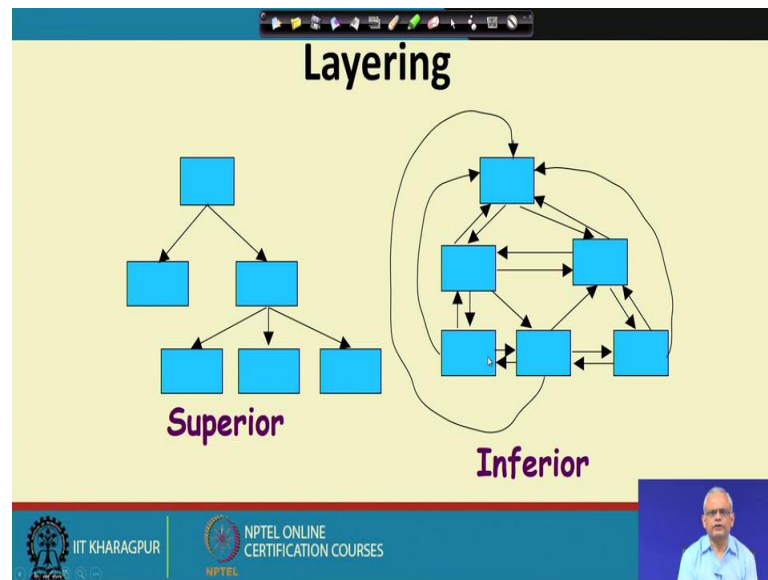 Layering
Superior
Inferior
IIT KHARAGPUR
NPTEL
NPTEL ONLINE
CERTIFICATION COURSES